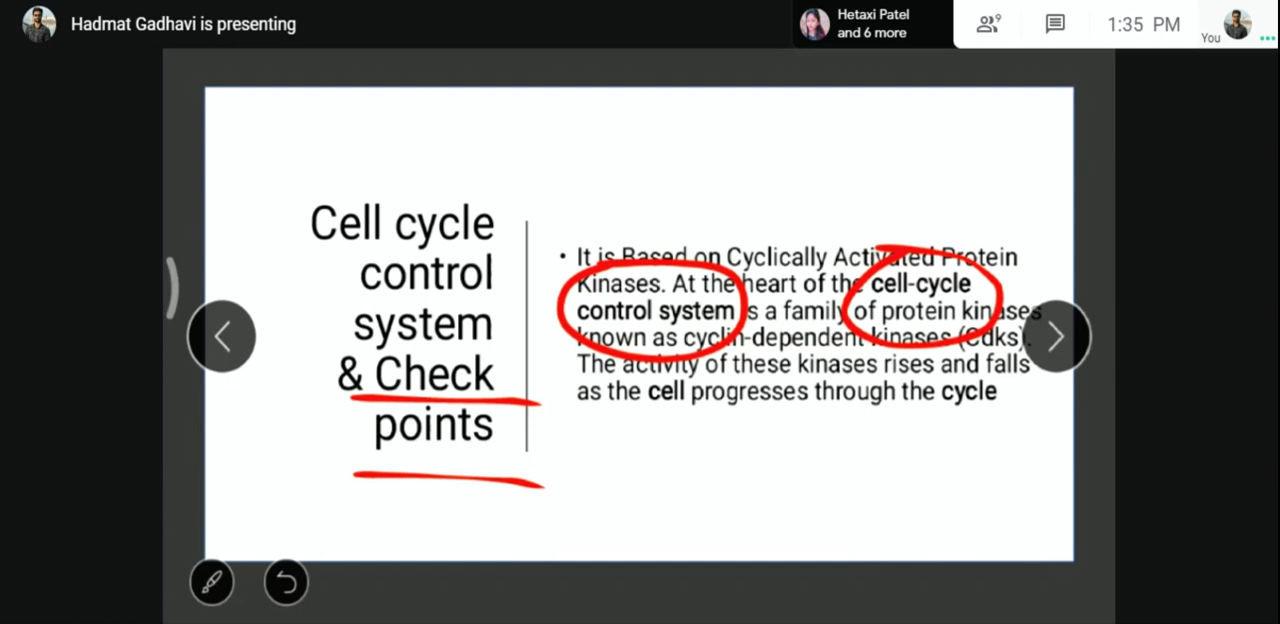 Hadmat Gadhavi is presenting
Hetaxi Patel
and 6 more
9
1:35 PM
You
Cell cycle
control
system
& Check
points
• It is Based on Cyclically Activated Protein
Kinases. At the heart of the cell-cycle
control system is a family of protein kinases
known as cyclin-dependent kinases (Cdks).
The activity of these kinases rises and falls
as the cell progresses through the cycle